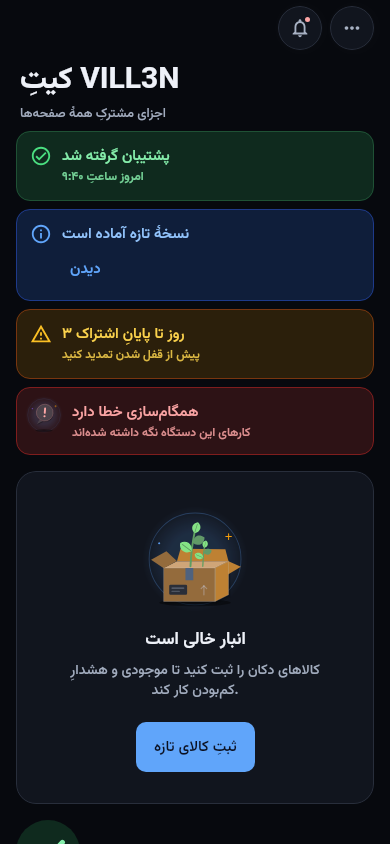 کیتِ VILL3N
اجزای مشترکِ همهٔ صفحه‌ها
پشتیبان گرفته شد
امروز ساعتِ ۹:۴۰
نسخهٔ تازه آماده است
دیدن
۳ روز تا پایانِ اشتراک
پیش از قفل شدن تمدید کنید
همگام‌سازی خطا دارد
کارهای این دستگاه نگه داشته شده‌اند
انبار خالی است
کالاهای دکان را ثبت کنید تا موجودی و هشدارِ
کم‌بودن کار کند.
ثبتِ کالای تازه